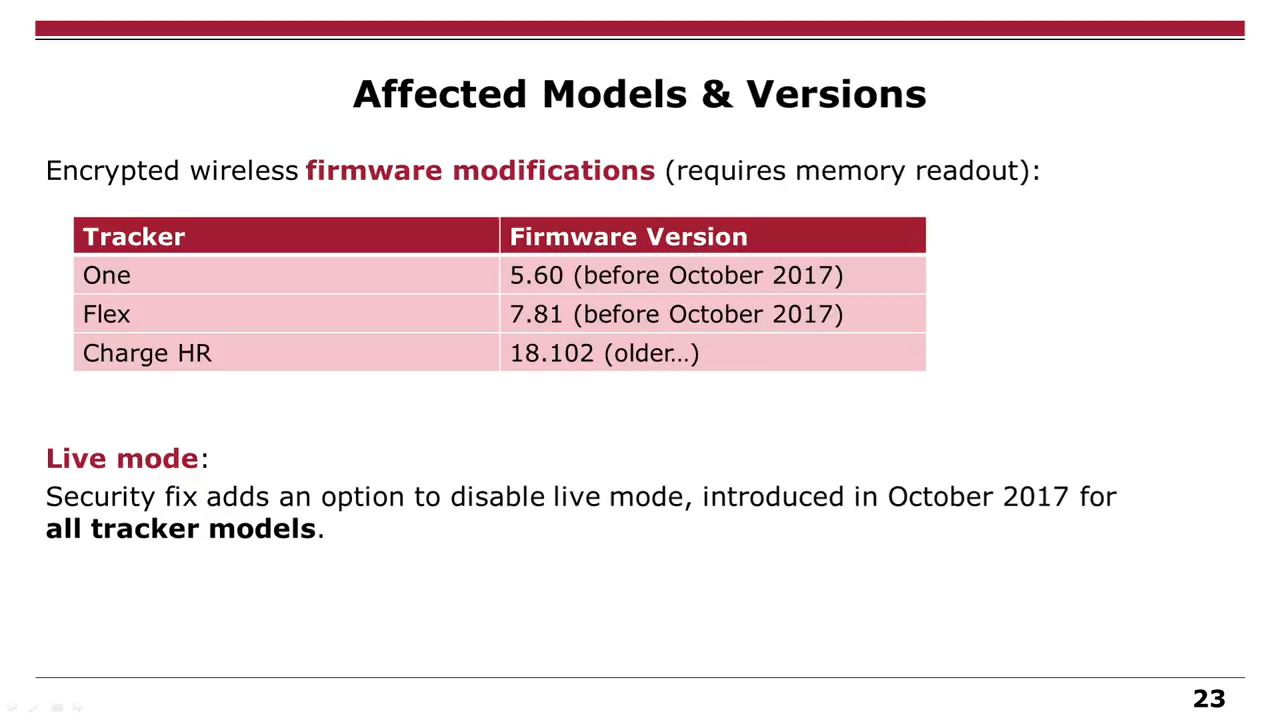 Affected Models & Versions
Encrypted wireless firmware modifications (requires memory readout):
Tracker Firmware Version
One 5.60 (before October 2017)
Flex 7.81 (before October 2017)
Charge HR 18.102 (older…)
Live mode:
Security fix adds an option to disable live mode, introduced in October 2017 for
all tracker models.
23